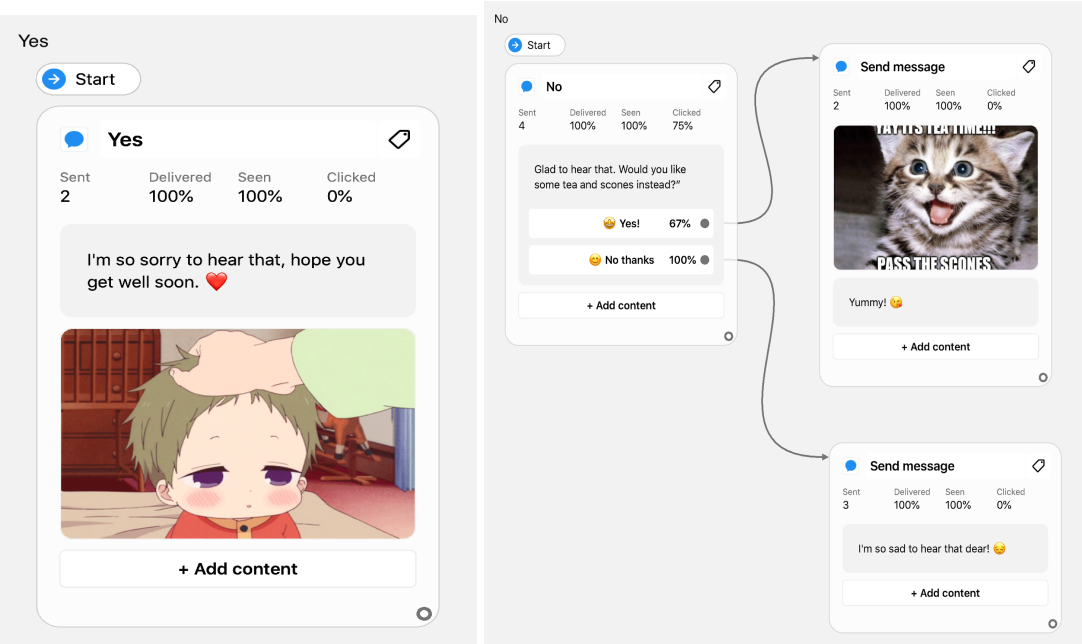 Yes
Start
Yes
Sent
Delivered
Seen
Clicked
2
100%
100%
0%
I'm so sorry to hear that, hope you
get well soon. ❤️
+ Add content
No
Start
No
Sent
Delivered
Seen
Clicked
4
100%
100%
75%
Glad to hear that. Would you like
some tea and scones instead?”
🤩 Yes! 67%
😊 No thanks 100%
+ Add content
Send message
Sent
Delivered
Seen
Clicked
2
100%
100%
0%
YAY ITS TEA TIME!!!
PASS THE SCONES
Yummy! 😘
+ Add content
Send message
Sent
Delivered
Seen
Clicked
3
100%
100%
0%
I'm so sad to hear that dear! 😔
+ Add content